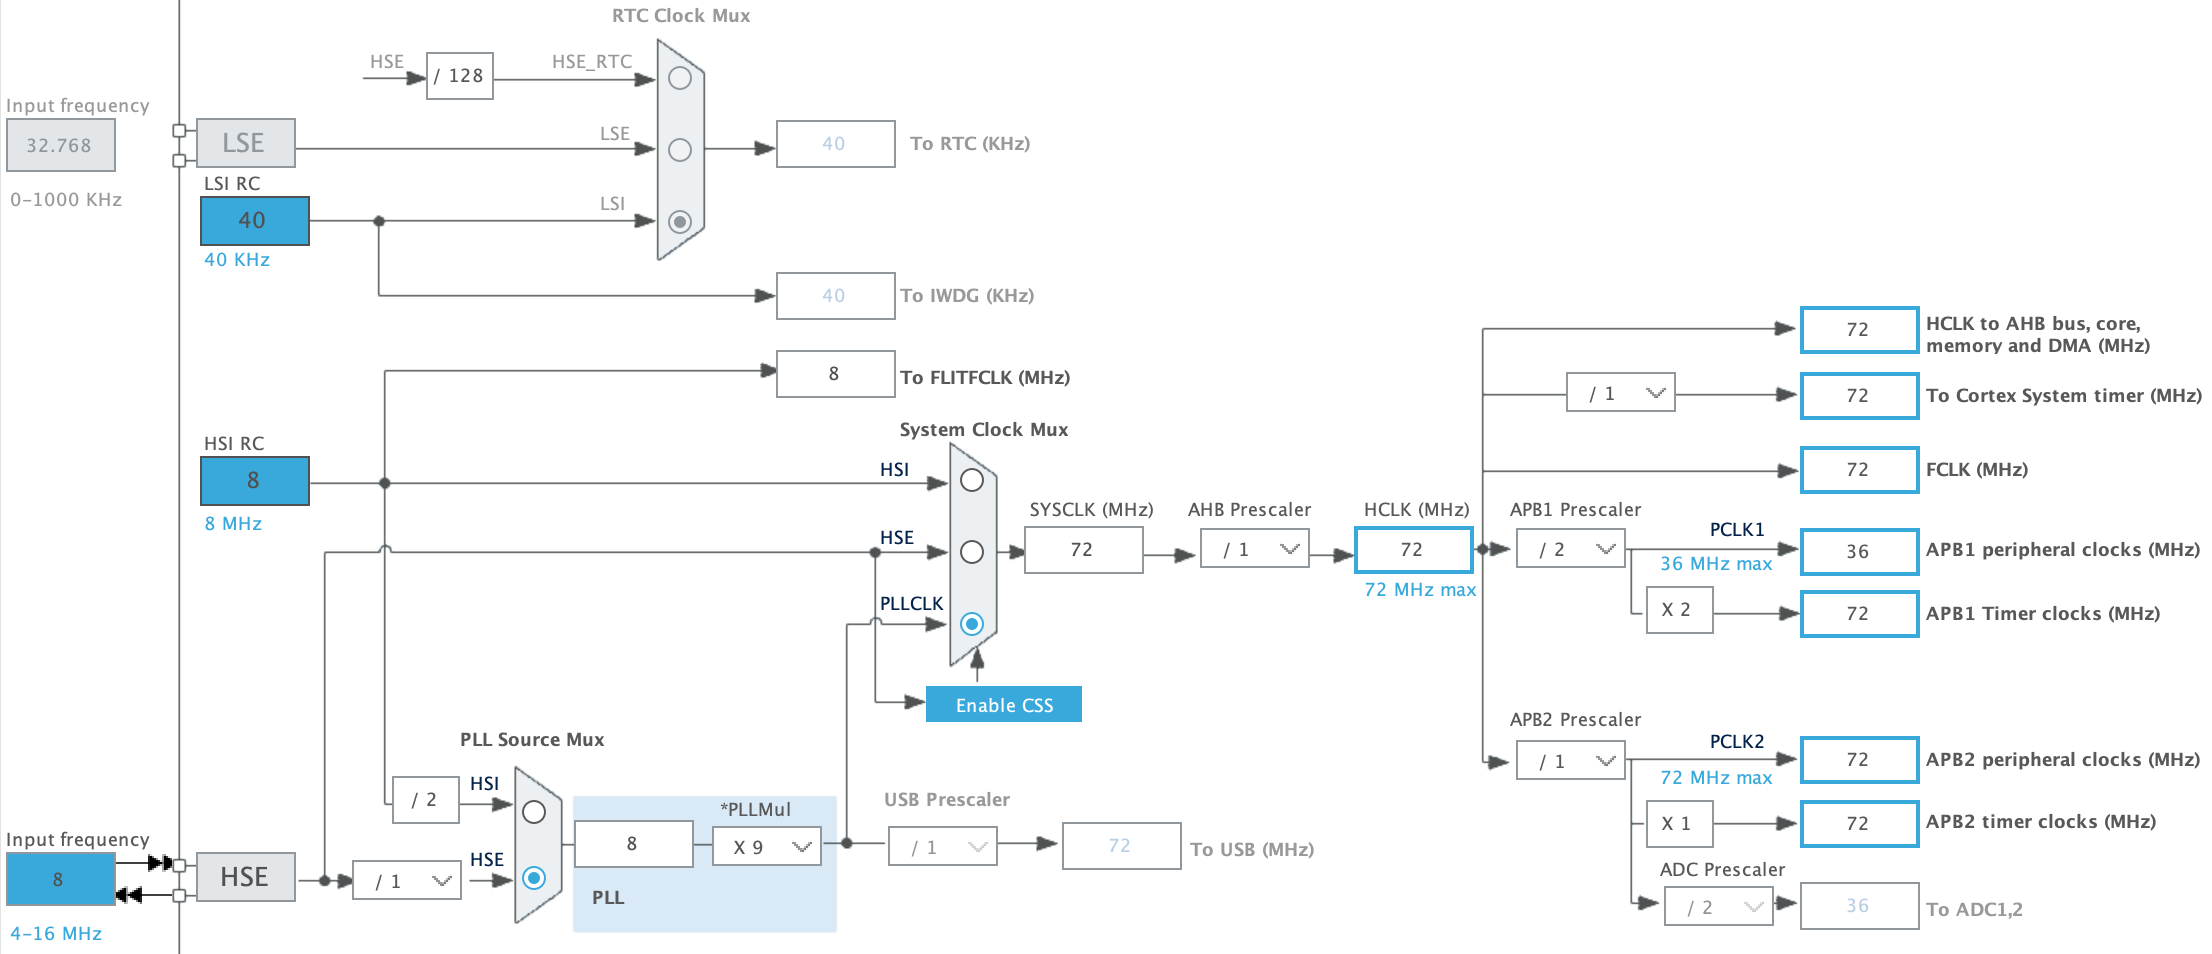 RTC Clock Mux
HSE
/ 128
HSE_RTC
Input frequency
32.768
0-1000 KHz
LSE
LSE
40
To RTC (KHz)
LSI RC
40
40 KHz
LSI
40
To IWDG (KHz)
8
To FLITFCLK (MHz)
HSI RC
8
8 MHz
System Clock Mux
HSI
HSE
PLLCLK
SYSCLK (MHz)
72
AHB Prescaler
/ 1
HCLK (MHz)
72
72 MHz max
Enable CSS
72
HCLK to AHB bus, core,
memory and DMA (MHz)
/ 1
72
To Cortex System timer (MHz)
72
FCLK (MHz)
APB1 Prescaler
/ 2
PCLK1
36 MHz max
36
APB1 peripheral clocks (MHz)
X 2
72
APB1 Timer clocks (MHz)
APB2 Prescaler
/ 1
PCLK2
72 MHz max
72
APB2 peripheral clocks (MHz)
X 1
72
APB2 timer clocks (MHz)
ADC Prescaler
/ 2
36
To ADC1,2
PLL Source Mux
/ 2
HSI
Input frequency
8
4-16 MHz
HSE
/ 1
HSE
8
*PLLMul
X 9
PLL
USB Prescaler
/ 1
72
To USB (MHz)